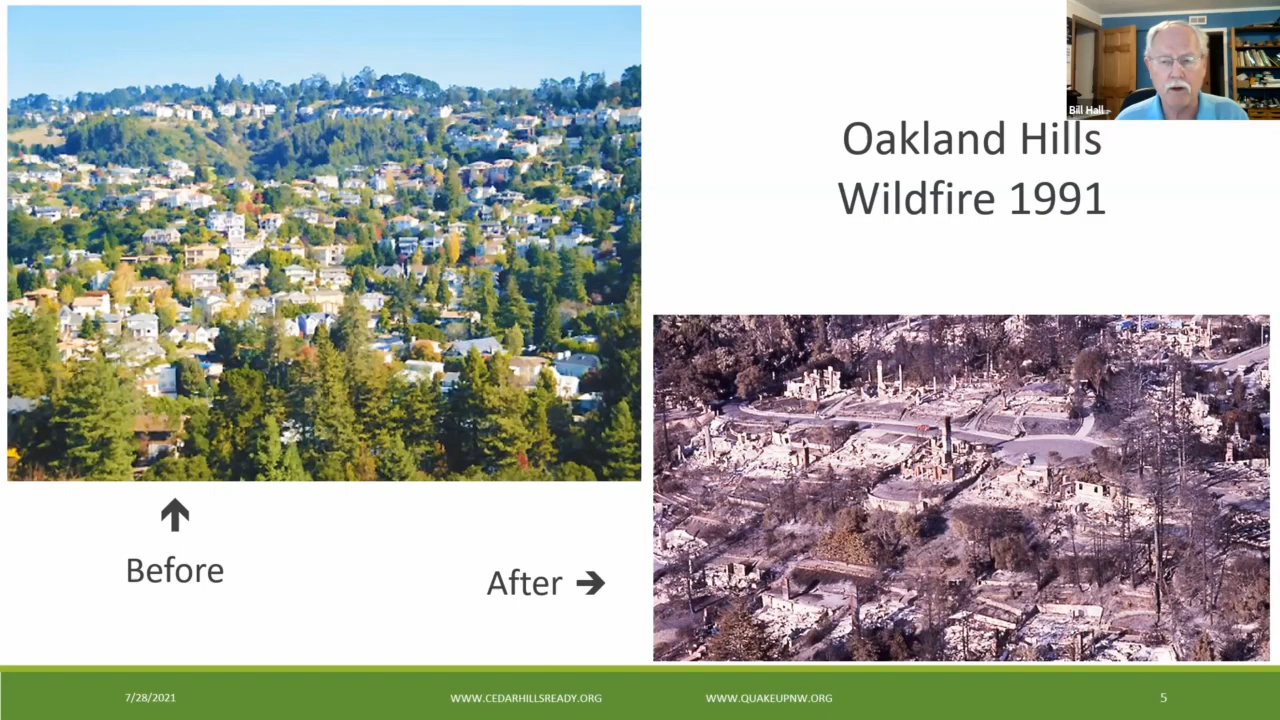 Bill Hall
Oakland Hills
Wildfire 1991
Before
After
7/28/2021
WWW.CEDARHILLSREADY.ORG
WWW.QUAKEUPNW.ORG
5